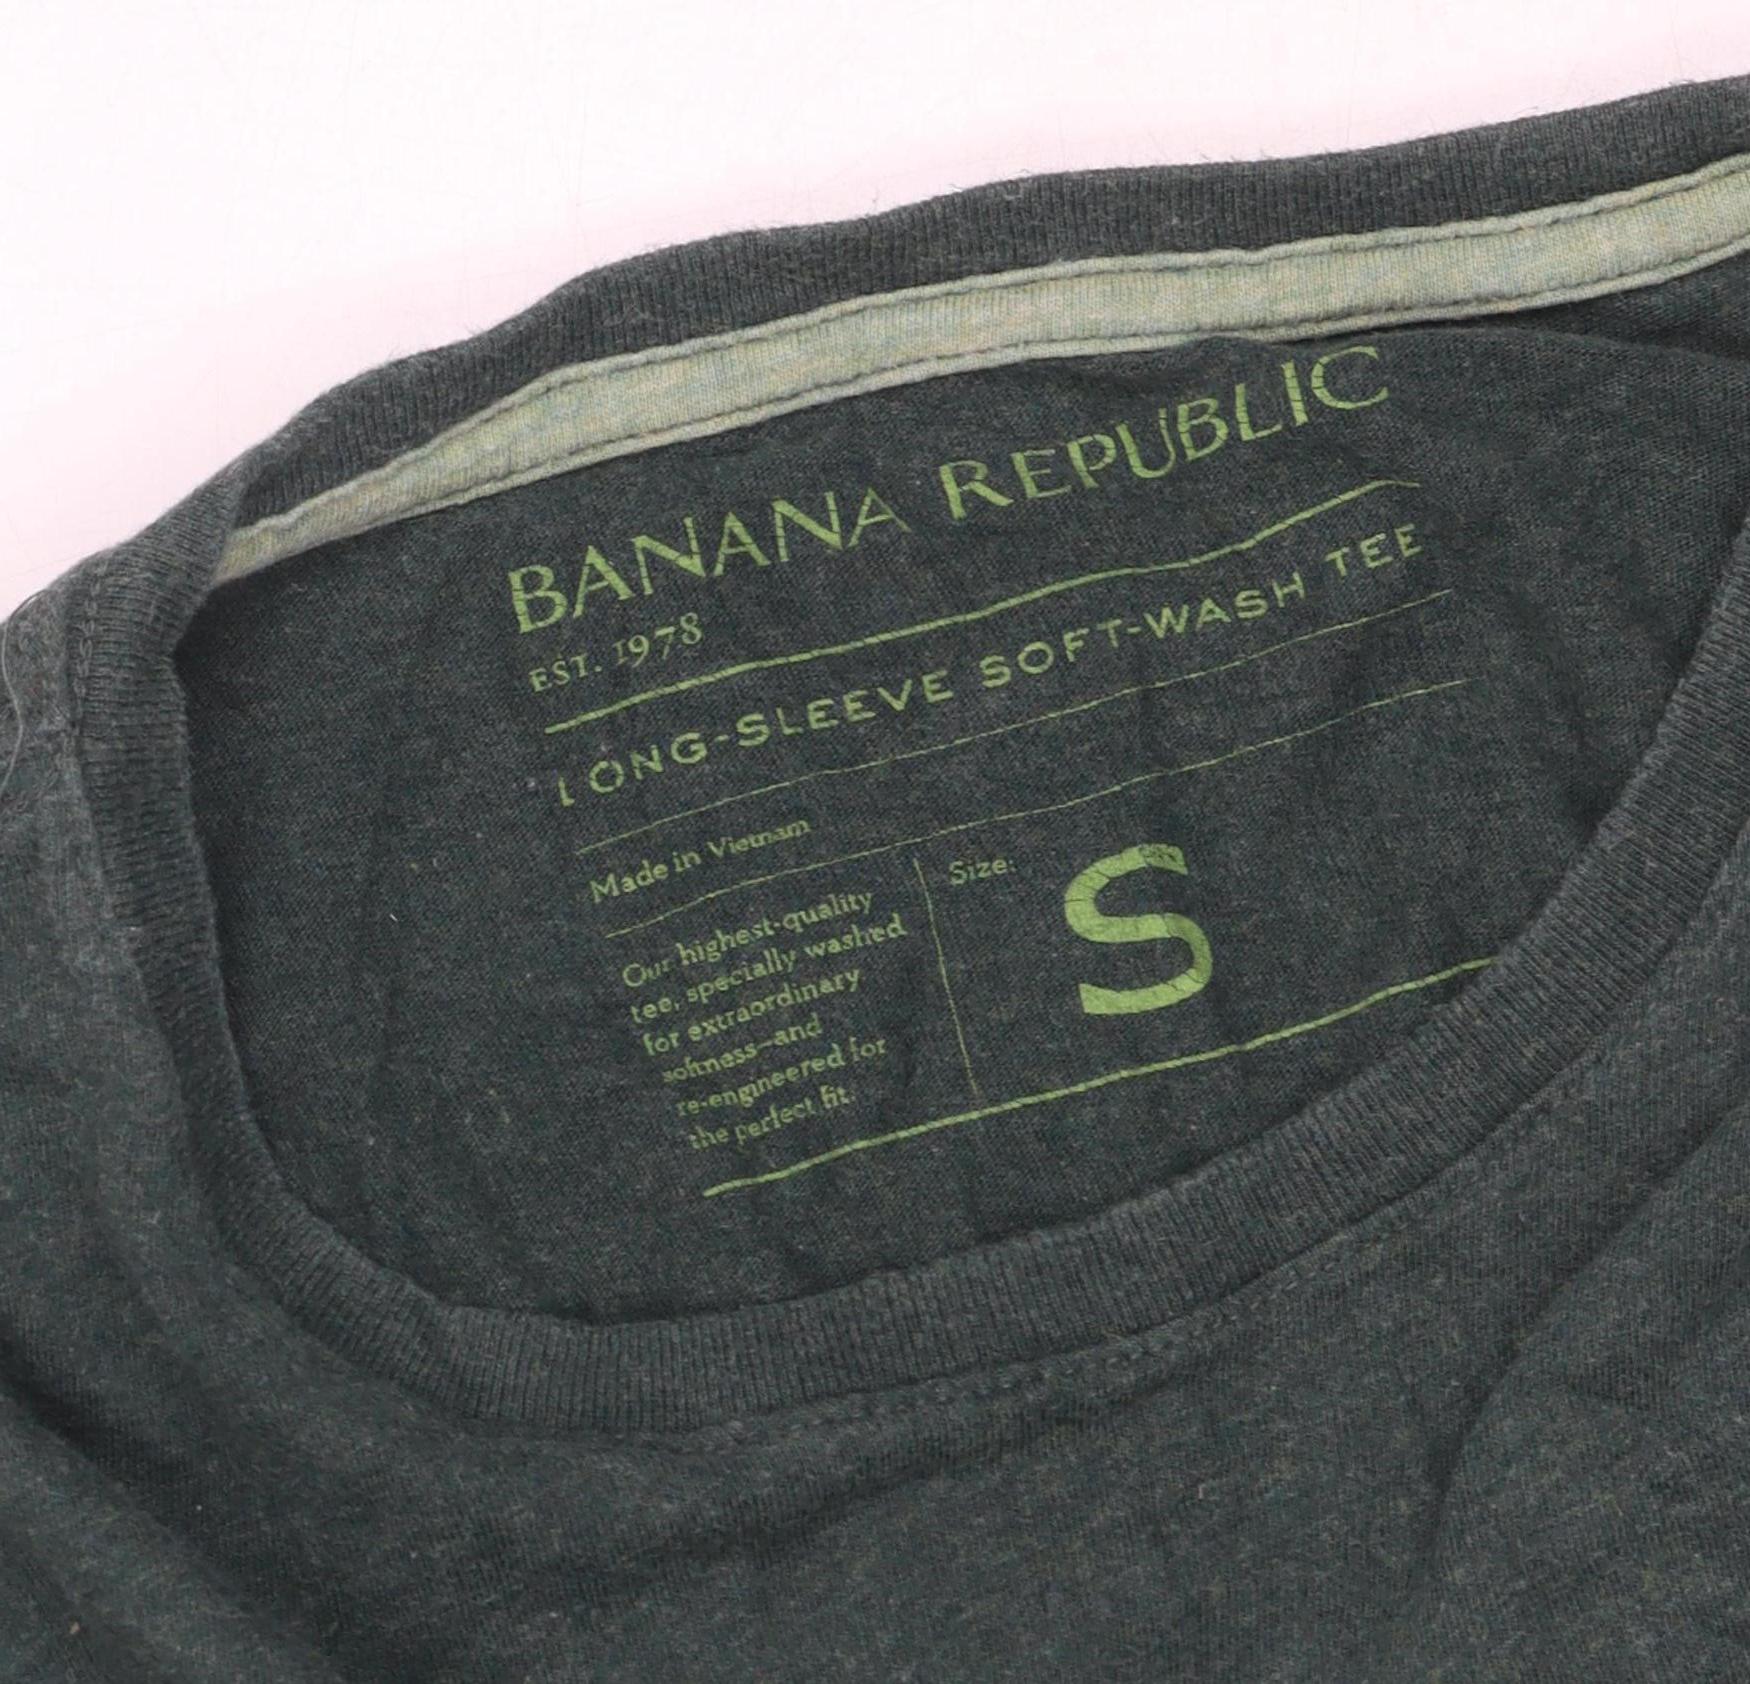 BANANA REPUBLIC
EST. 1978
LONG-SLEEVE SOFT-WASH TEE
Made in Vietnam
Our highest-quality
tee, specially washed
for extraordinary
softness—and
re-engineered for
the perfect fit.
Size: S